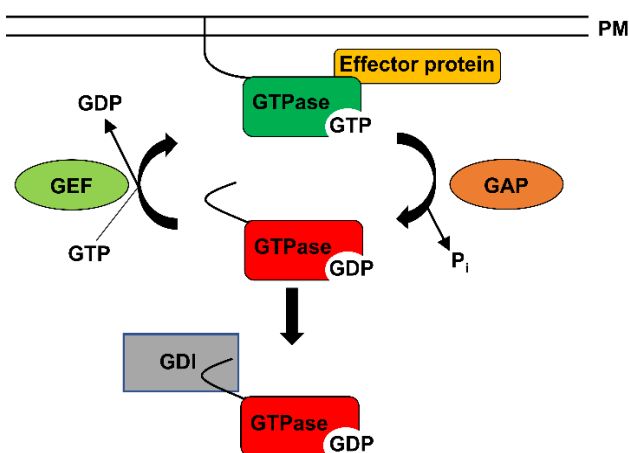 PM
Effector protein
GTPase
GTP
GDP
GEF
GTP
GAP
Pi
GTPase
GDP
GDI
GTPase
GDP